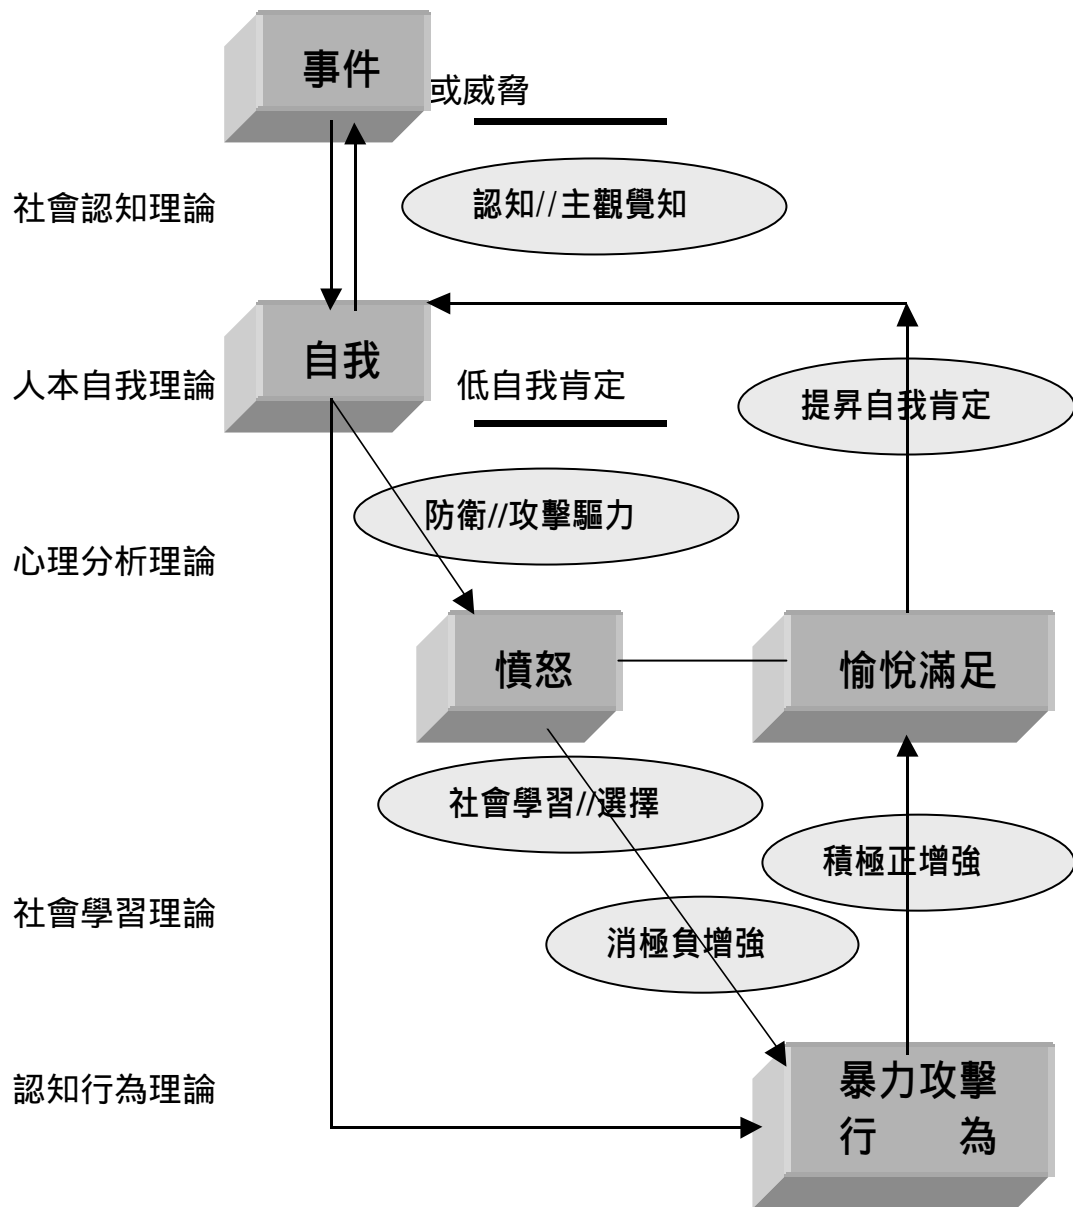 事件
或威脅
社會認知理論
認知//主觀覺知
自我
人本自我理論
低自我肯定
提昇自我肯定
防衛//攻擊驅力
心理分析理論
憤怒
愉悅滿足
社會學習//選擇
積極正增強
社會學習理論
消極負增強
認知行為理論
暴力攻擊
行 為